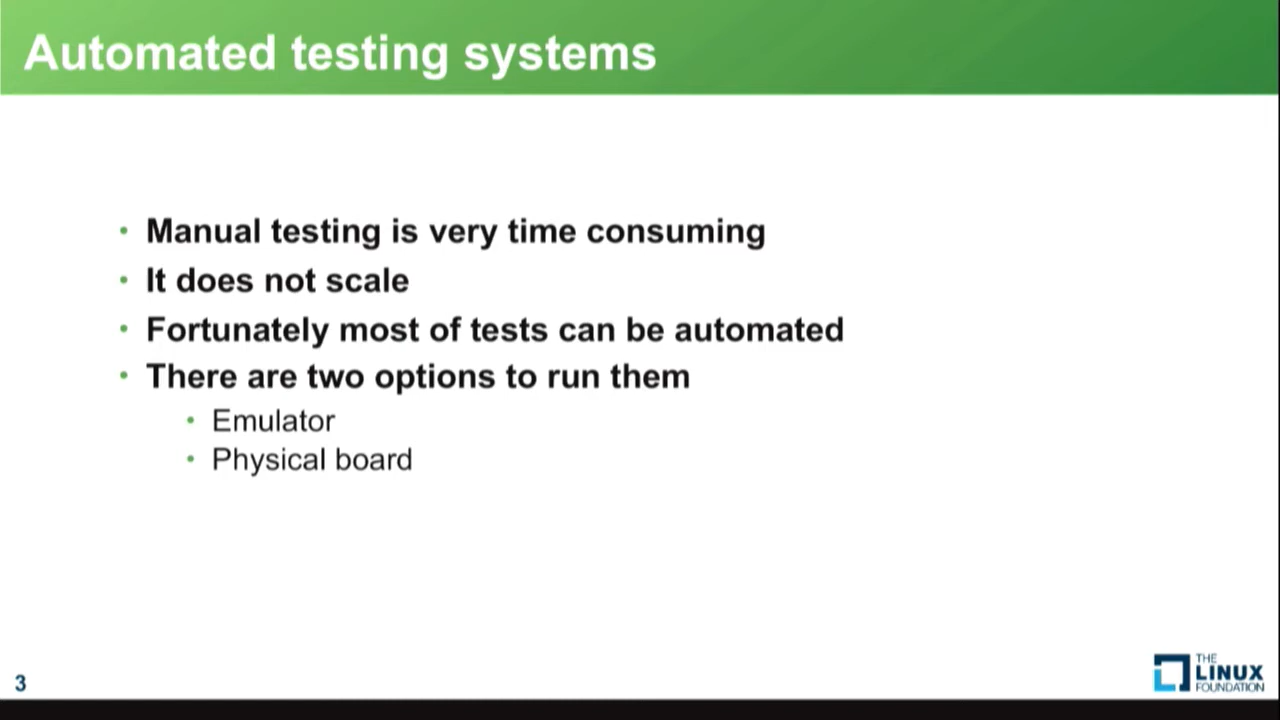 Automated testing systems
• Manual testing is very time consuming
• It does not scale
• Fortunately most of tests can be automated
• There are two options to run them
• Emulator
• Physical board
3
THE
LINUX
FOUNDATION